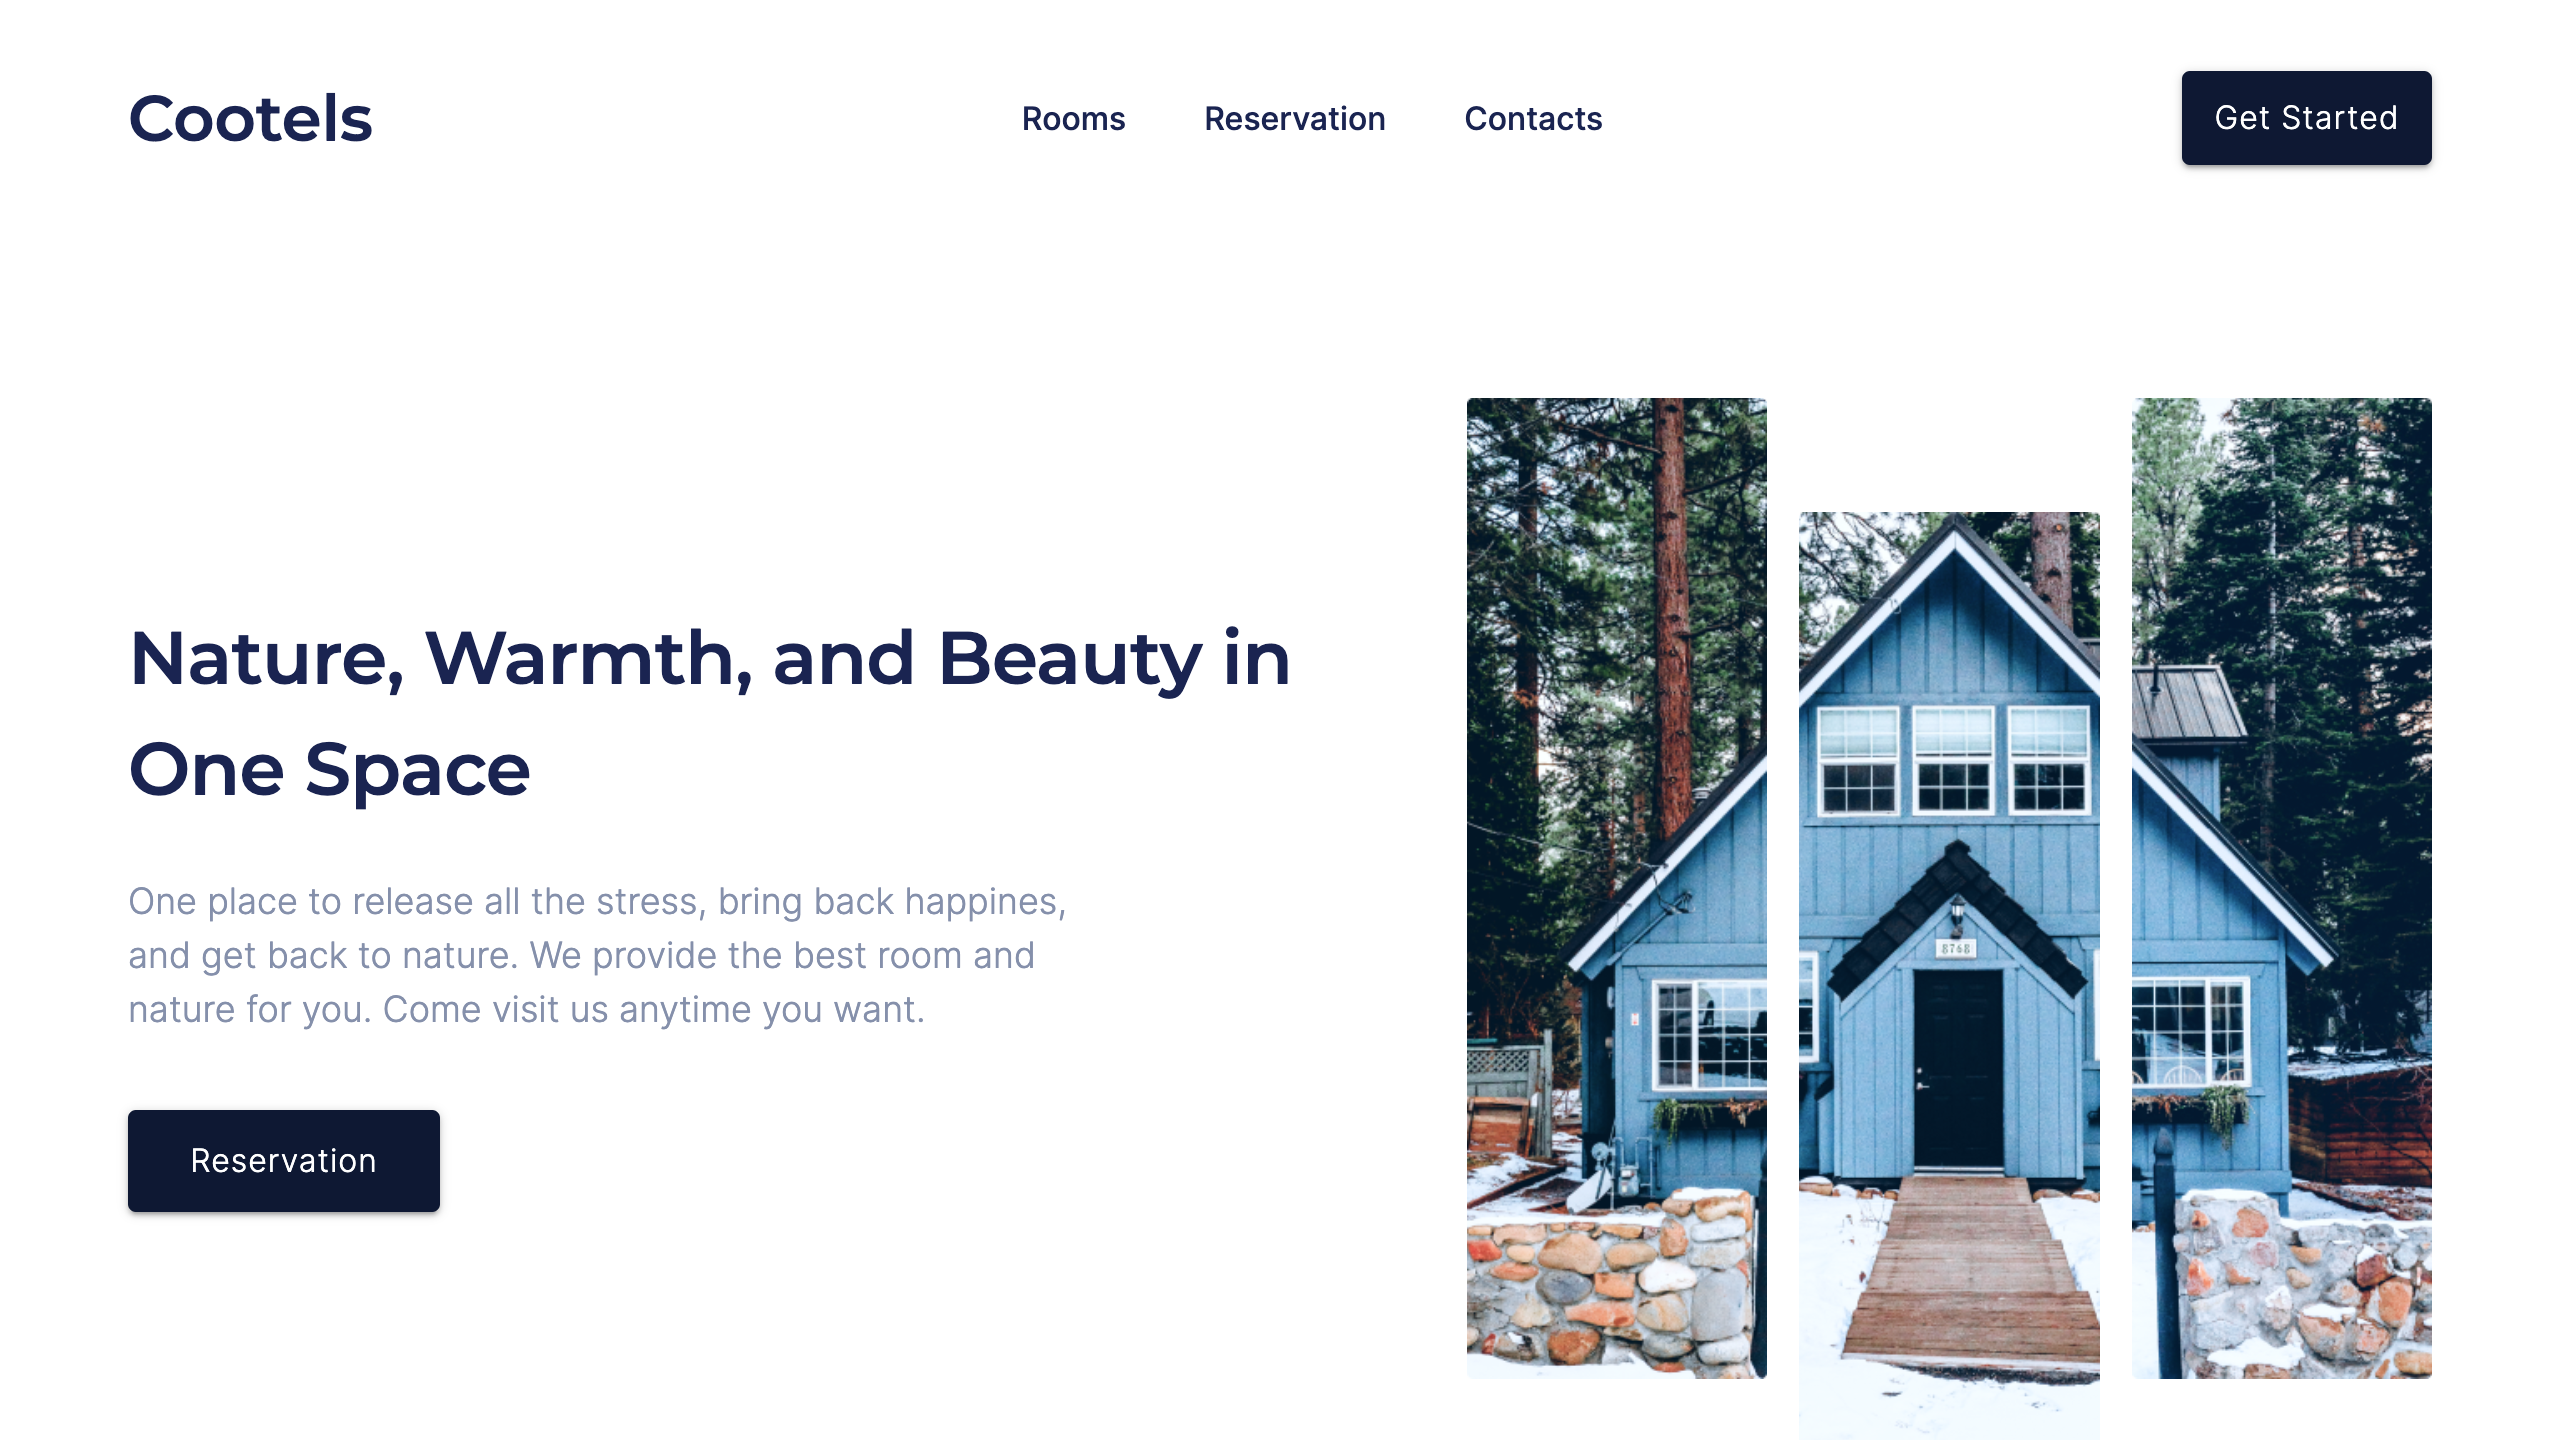 Cootels
Rooms Reservation Contacts
Get Started
Nature, Warmth, and Beauty in
One Space
One place to release all the stress, bring back happines,
and get back to nature. We provide the best room and
nature for you. Come visit us anytime you want.
Reservation
8768